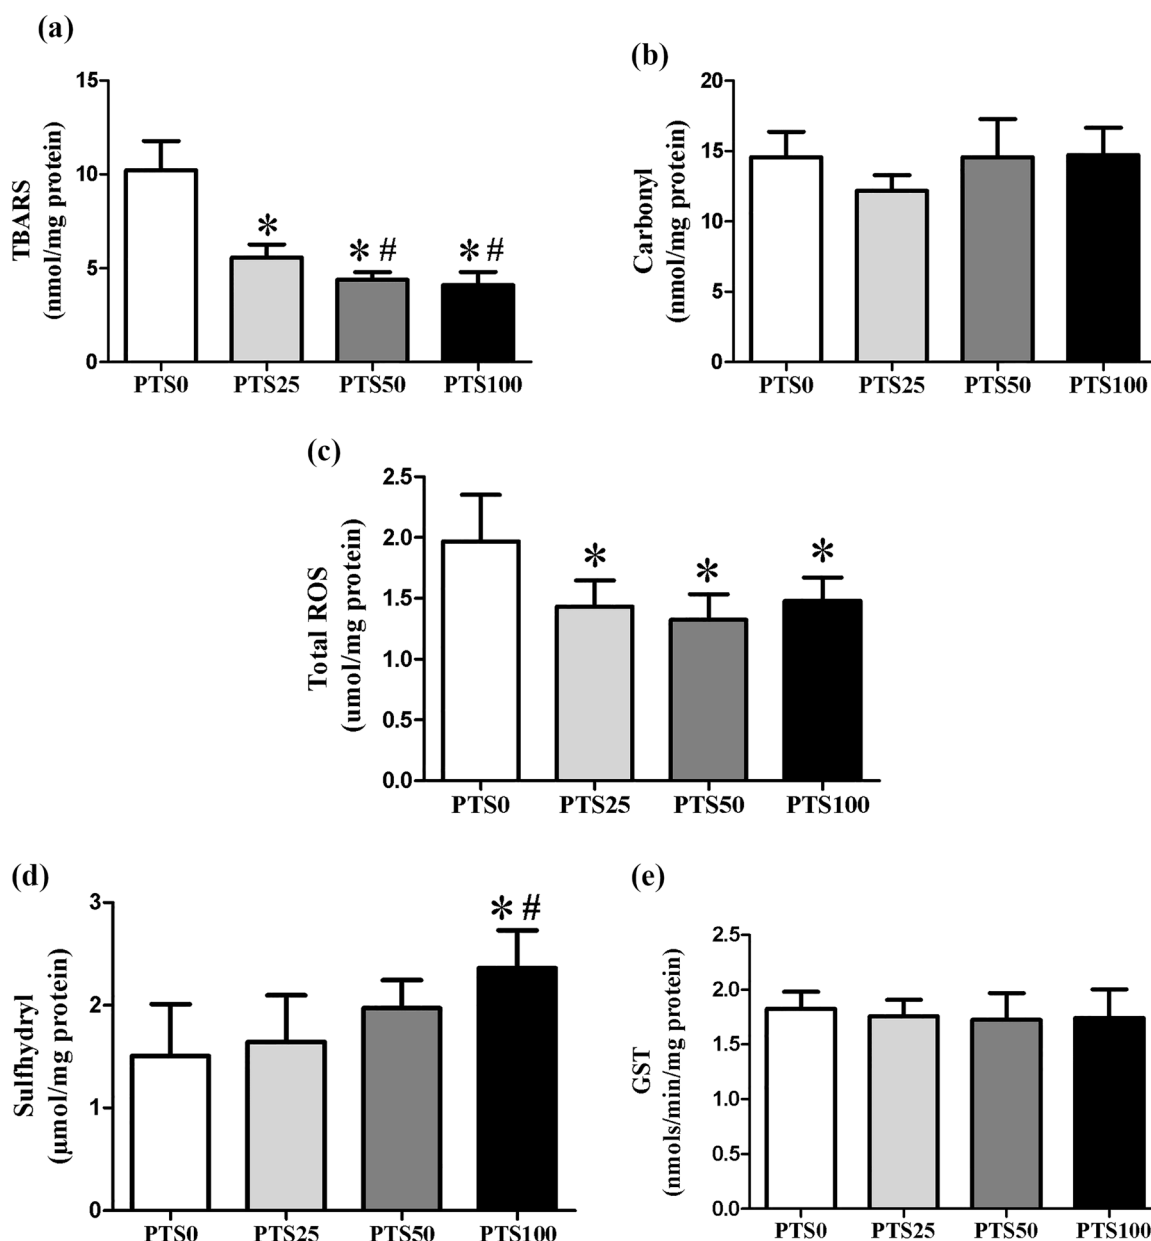 (a)
TBARS
(nmol/mg protein)
15
10
5
0
*
* #
* #
PTS0 PTS25 PTS50 PTS100
(b)
Carbonyl
(nmol/mg protein)
20
15
10
5
0
PTS0 PTS25 PTS50 PTS100
(c)
Total ROS
(umol/mg protein)
2.5
2.0
1.5
1.0
0.5
0.0
*
*
*
PTS0 PTS25 PTS50 PTS100
(d)
Sulfhydryl
(µmol/mg protein)
3
2
1
0
* #
PTS0 PTS25 PTS50 PTS100
(e)
GST
(nmols/min/mg protein)
2.5
2.0
1.5
1.0
0.5
0.0
PTS0 PTS25 PTS50 PTS100